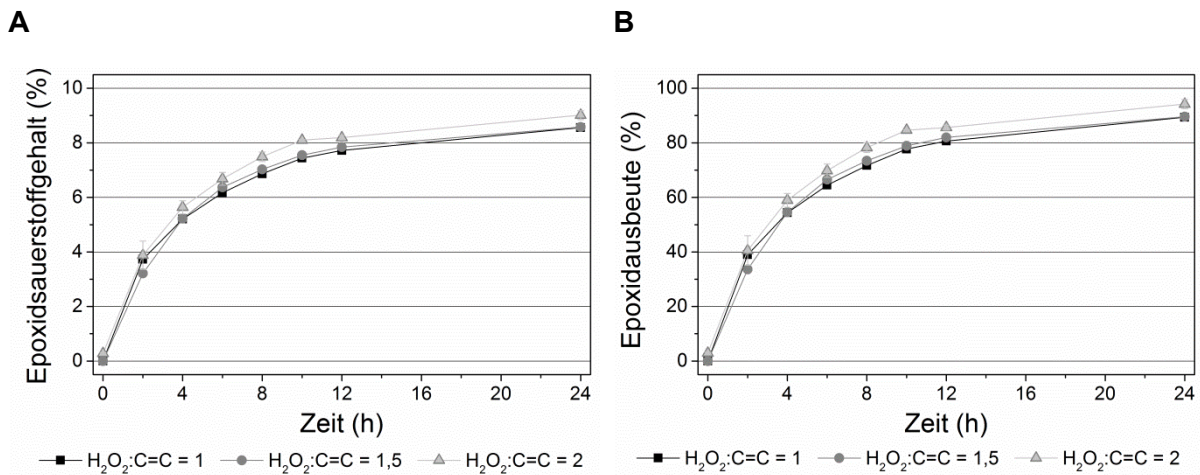 A
B
Epoxidsauerstoffgehalt (%)
10
8
6
4
2
0
0 4 8 12 16 20 24
Zeit (h)
H₂O₂:C=C = 1 H₂O₂:C=C = 1,5 H₂O₂:C=C = 2
Epoxidausbeute (%)
100
80
60
40
20
0
0 4 8 12 16 20 24
Zeit (h)
H₂O₂:C=C = 1 H₂O₂:C=C = 1,5 H₂O₂:C=C = 2